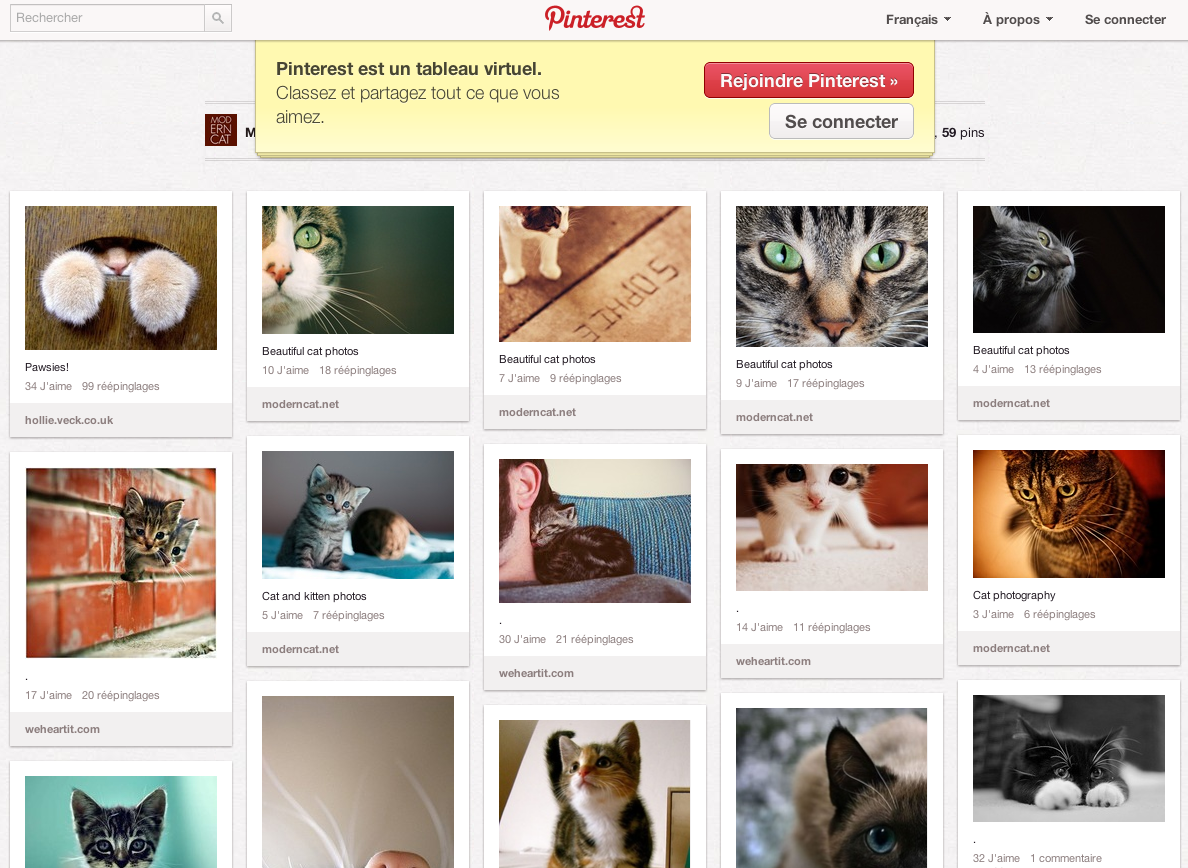 Rechercher
Pinterest
Français
À propos
Se connecter
Pinterest est un tableau virtuel.
Classez et partagez tout ce que vous
aimez.
Rejoindre Pinterest »
Se connecter
MOD
ERN
CAT
M
, 59 pins
Pawsies!
34 J'aime 99 réépinglages
hollie.veck.co.uk
Beautiful cat photos
10 J'aime 18 réépinglages
moderncat.net
SOPHIE
Beautiful cat photos
7 J'aime 9 réépinglages
moderncat.net
Beautiful cat photos
9 J'aime 17 réépinglages
moderncat.net
Beautiful cat photos
4 J'aime 13 réépinglages
moderncat.net
.
17 J'aime 20 réépinglages
weheartit.com
Cat and kitten photos
5 J'aime 7 réépinglages
moderncat.net
.
30 J'aime 21 réépinglages
weheartit.com
.
14 J'aime 11 réépinglages
weheartit.com
Cat photography
3 J'aime 6 réépinglages
moderncat.net
.
32 J'aime 1 commentaire